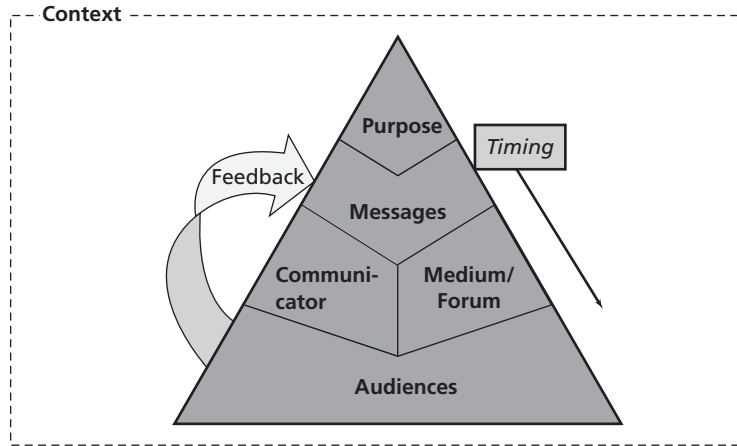 Context
Purpose
Timing
Feedback
Messages
Communi-
cator
Medium/
Forum
Audiences